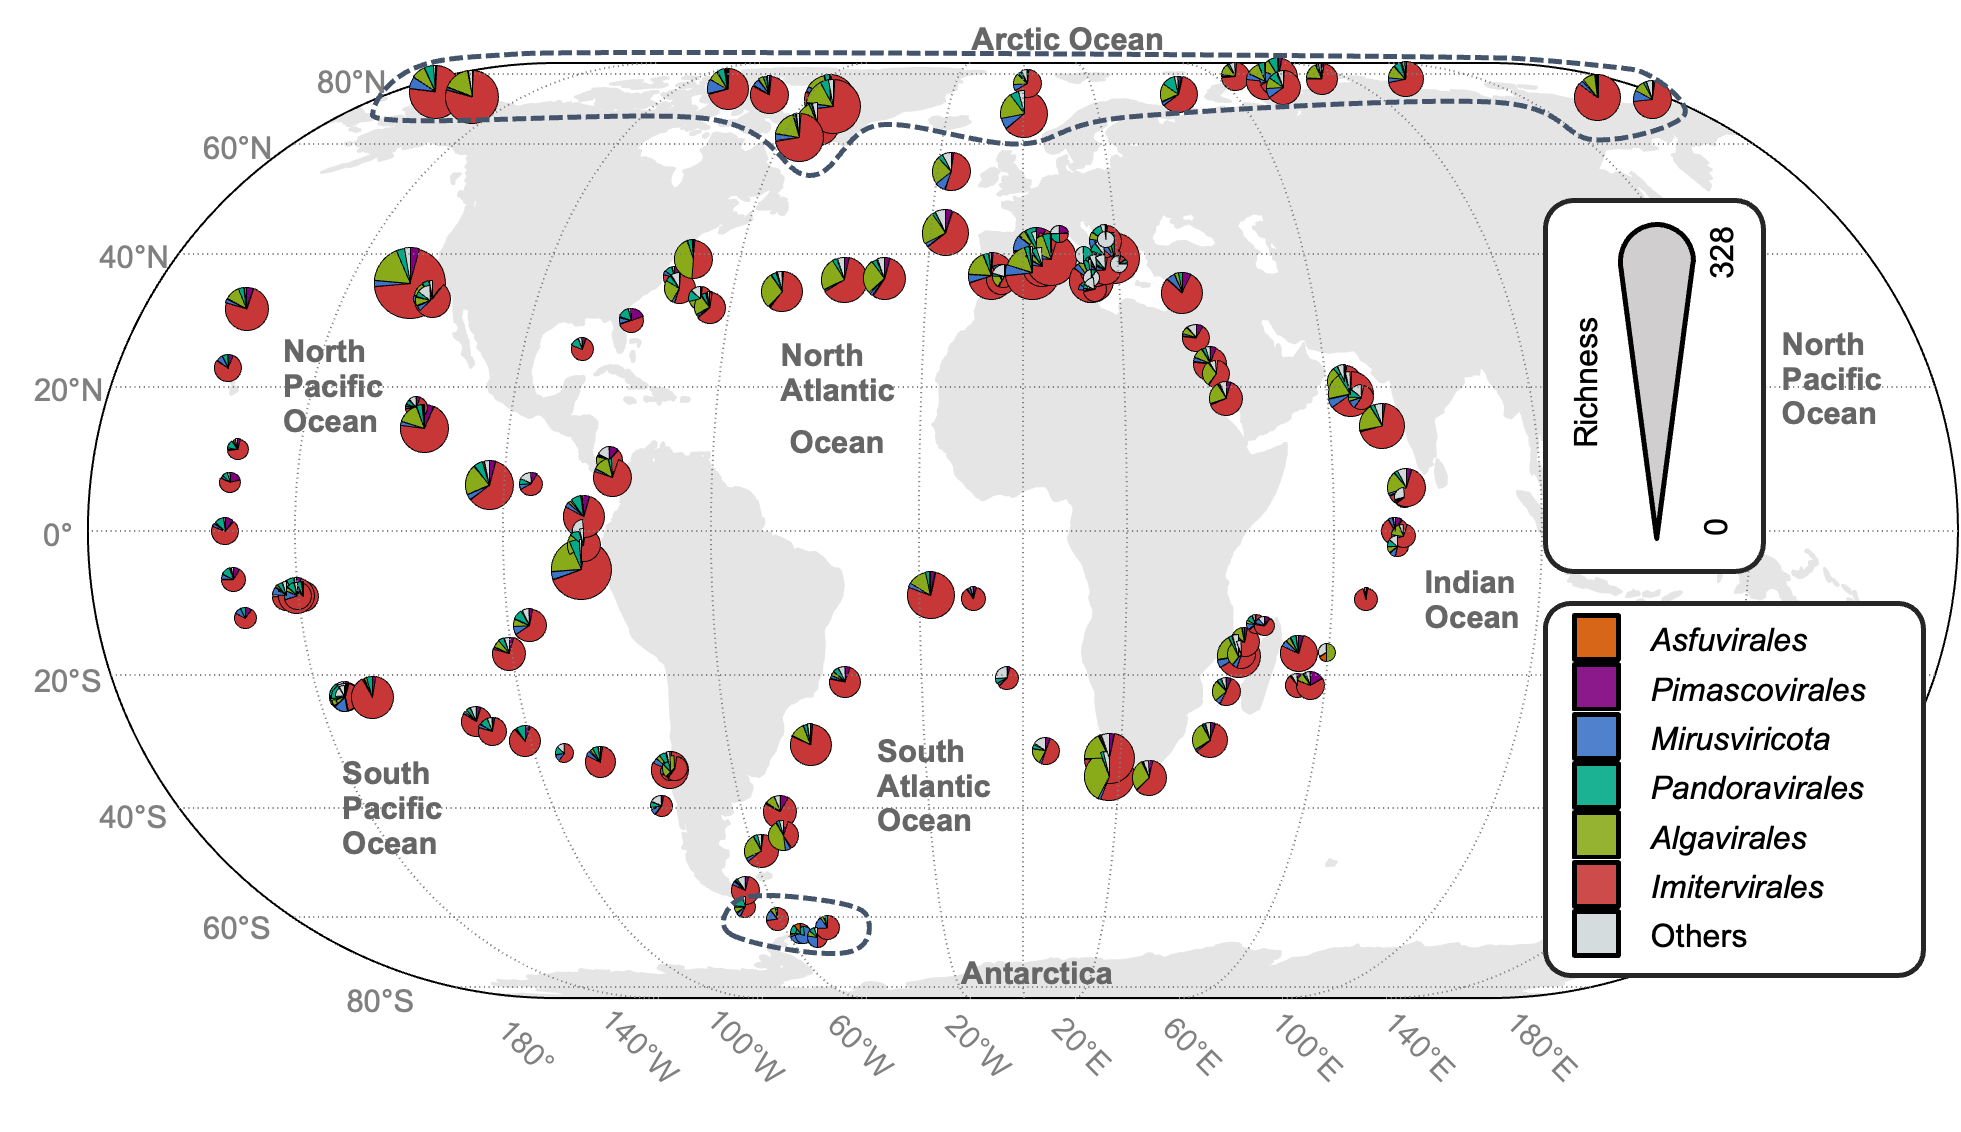 Arctic Ocean
80°N
60°N
40°N
20°N
0°
20°S
40°S
60°S
80°S
North
Pacific
Ocean
North
Atlantic
Ocean
North
Pacific
Ocean
Indian
Ocean
South
Pacific
Ocean
South
Atlantic
Ocean
Antarctica
Richness
328
0
Asfuvirales
Pimascovirales
Mirusviricota
Pandoravirales
Algavirales
Imitervirales
Others
180°
140°W
100°W
60°W
20°W
20°E
60°E
100°E
140°E
180°E